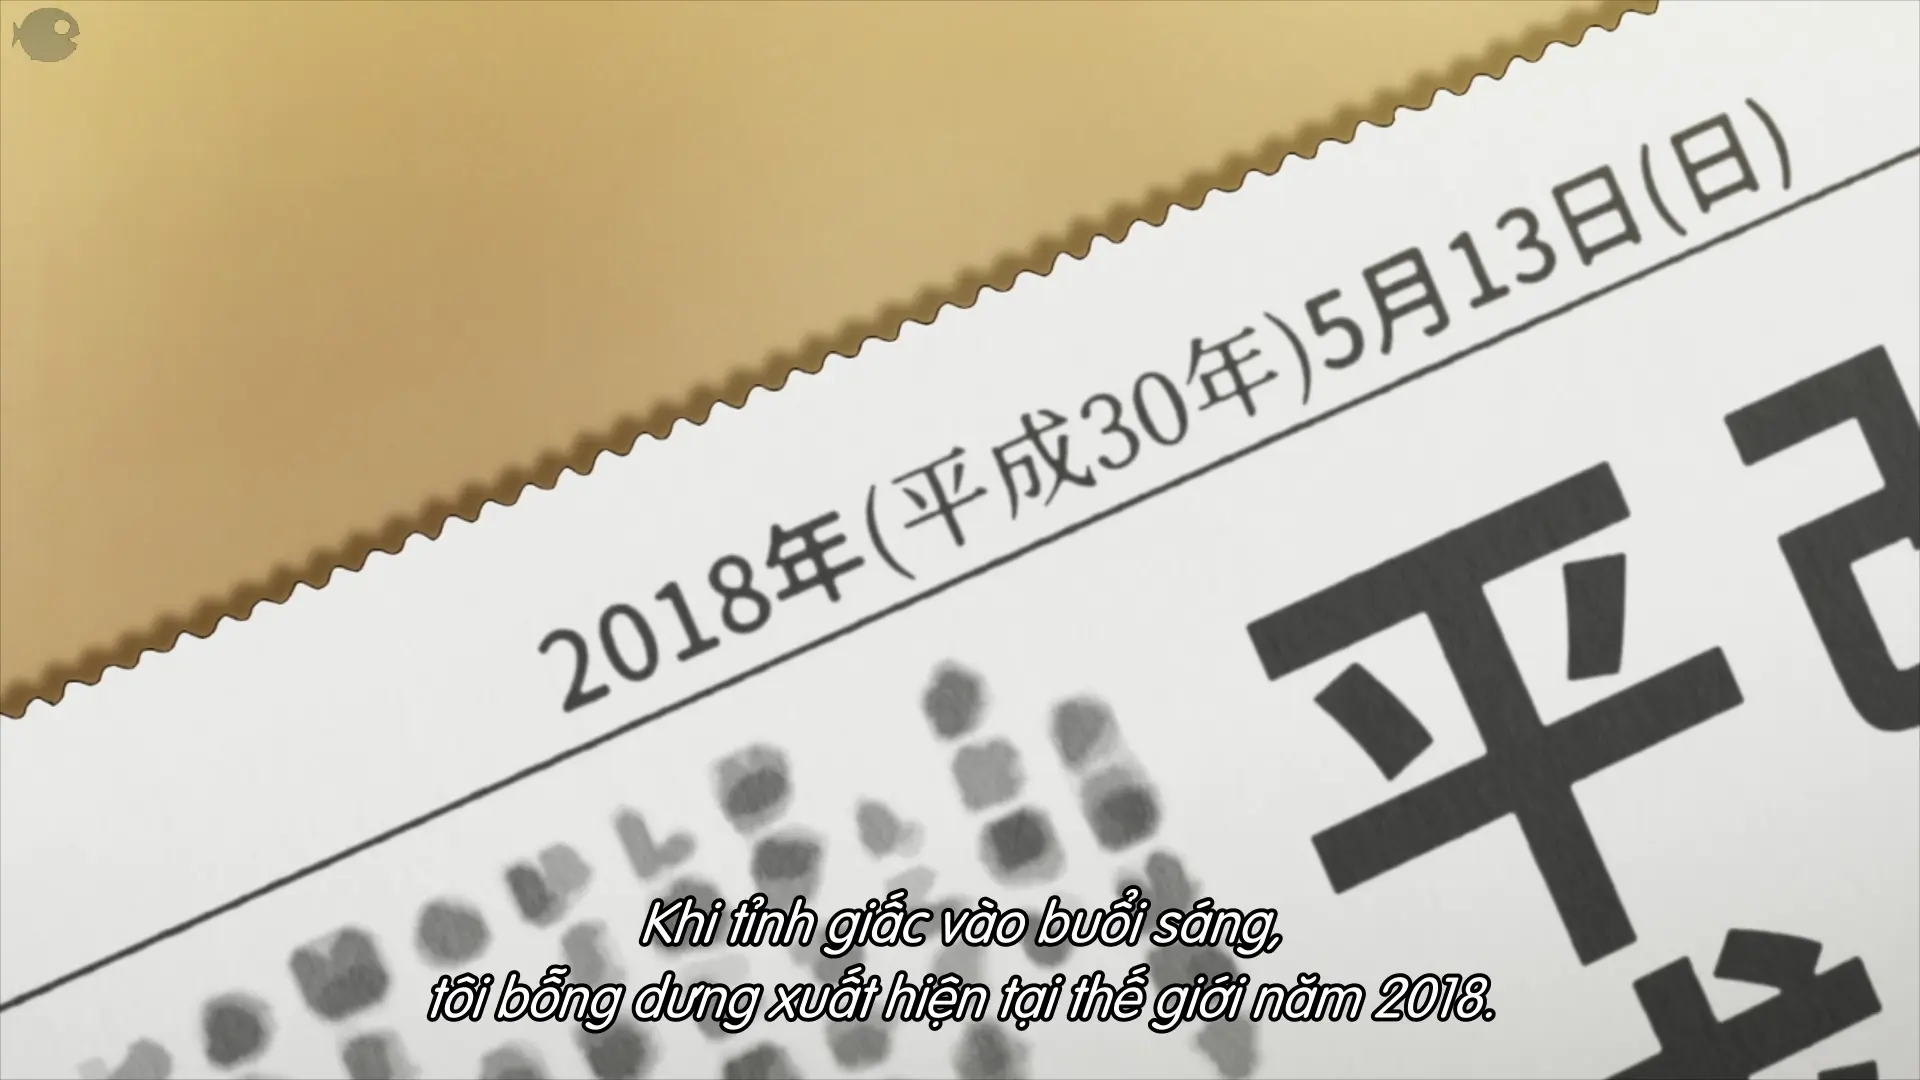 2018年(平成30年)5月13日(日)
平成
Khi tỉnh giấc vào buổi sáng,
tôi bỗng dưng xuất hiện tại thế giới năm 2018.